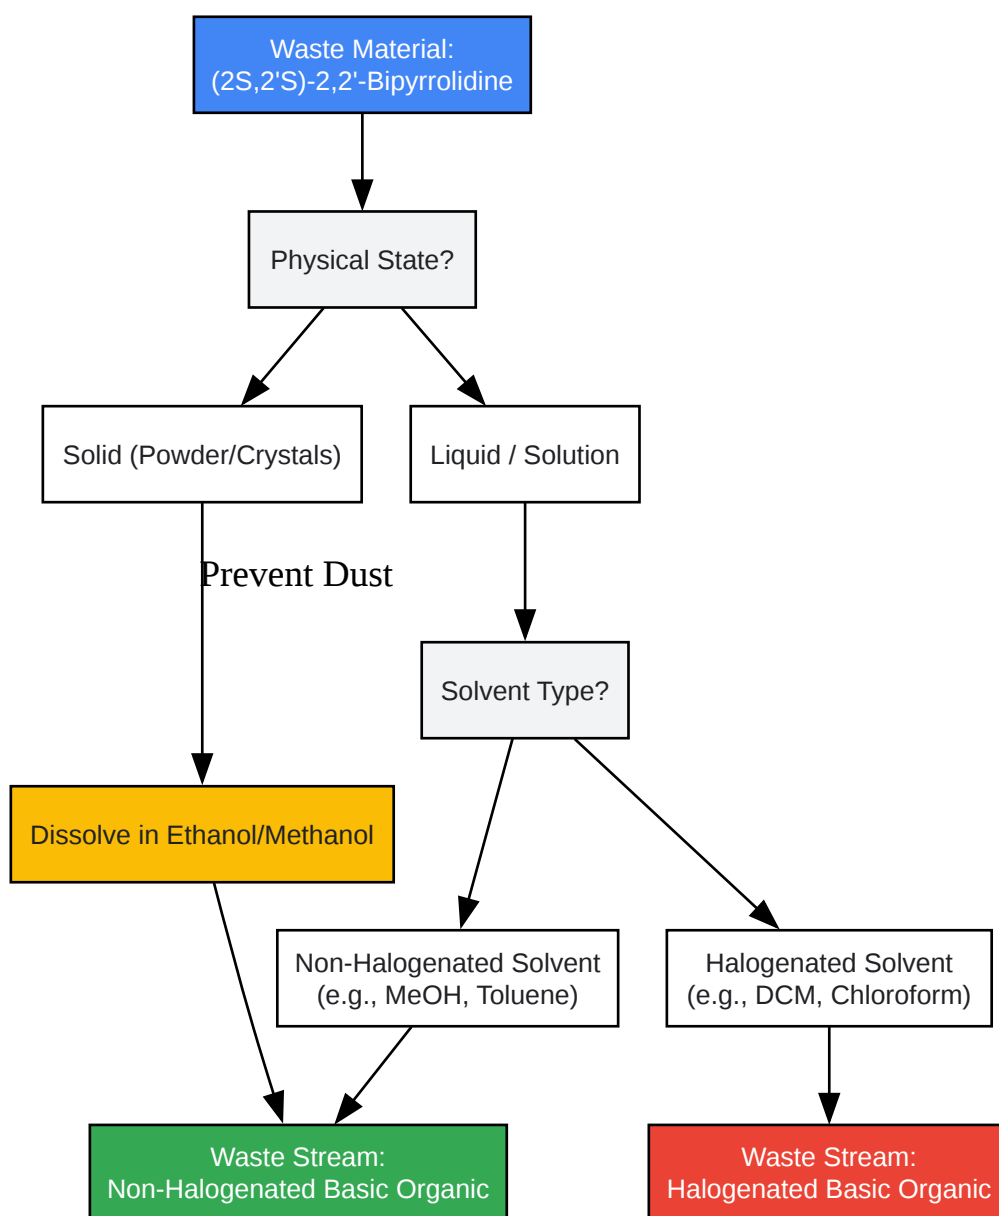 Waste Material:
(2S,2'S)-2,2'-Bipyrrolidine
Physical State?
Solid (Powder/Crystals)
Liquid / Solution
Prevent Dust
Solvent Type?
Dissolve in Ethanol/Methanol
Non-Halogenated Solvent
(e.g., MeOH, Toluene)
Halogenated Solvent
(e.g., DCM, Chloroform)
Waste Stream:
Non-Halogenated Basic Organic
Waste Stream:
Halogenated Basic Organic